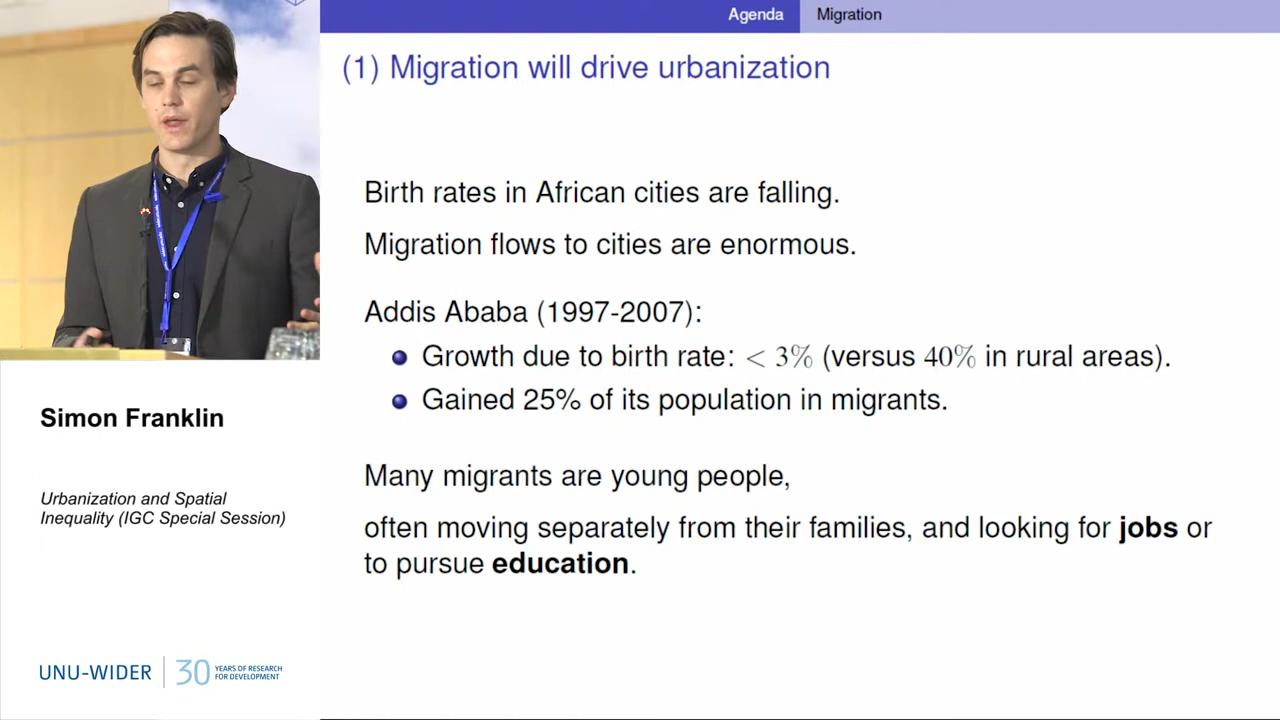 Agenda
Migration
(1) Migration will drive urbanization
Birth rates in African cities are falling.
Migration flows to cities are enormous.
Addis Ababa (1997-2007):
Growth due to birth rate: < 3% (versus 40% in rural areas).
Gained 25% of its population in migrants.
Many migrants are young people,
often moving separately from their families, and looking for jobs or
to pursue education.
Simon Franklin
Urbanization and Spatial
Inequality (IGC Special Session)
UNU-WIDER
30 YEARS OF RESEARCH
FOR DEVELOPMENT